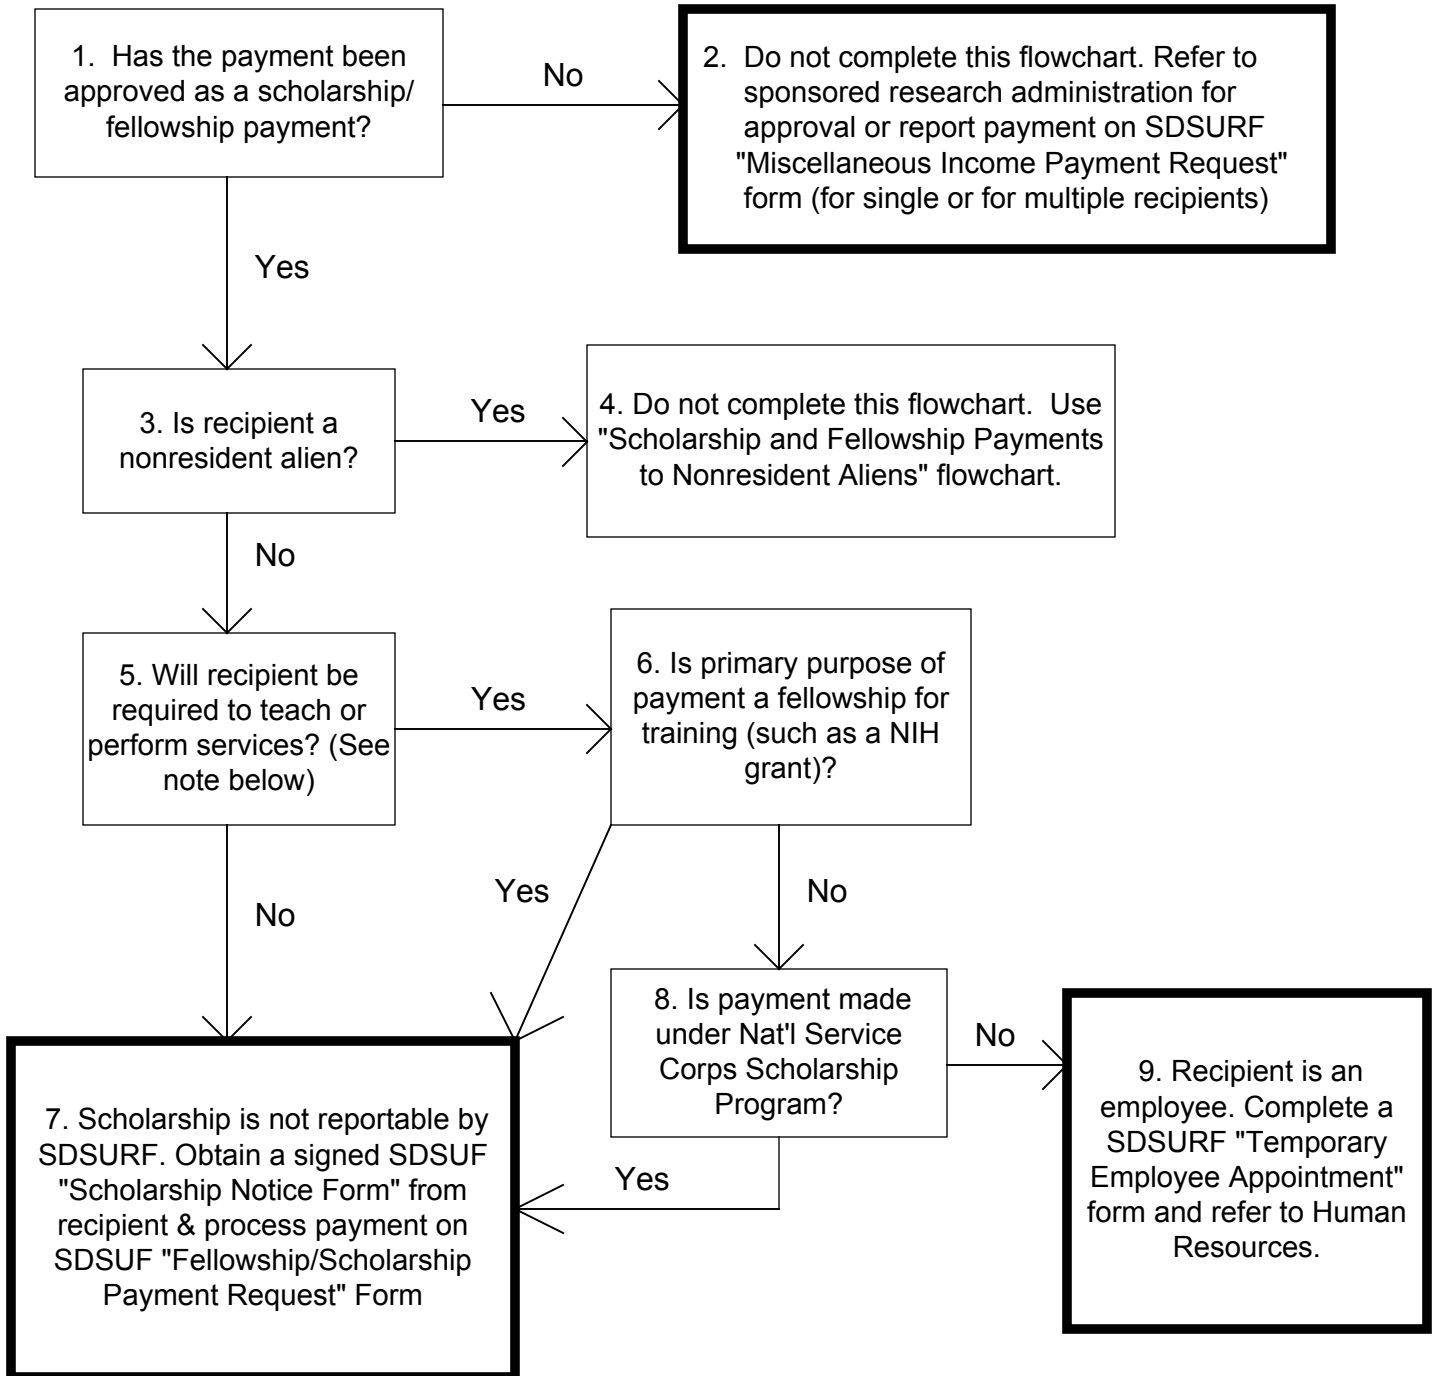 1. Has the payment been
approved as a scholarship/
fellowship payment?
No
2. Do not complete this flowchart. Refer to
sponsored research administration for
approval or report payment on SDSURF
"Miscellaneous Income Payment Request"
form (for single or for multiple recipients)
Yes
3. Is recipient a
nonresident alien?
Yes
4. Do not complete this flowchart. Use
"Scholarship and Fellowship Payments
to Nonresident Aliens" flowchart.
No
5. Will recipient be
required to teach or
perform services? (See
note below)
Yes
6. Is primary purpose of
payment a fellowship for
training (such as a NIH
grant)?
No
Yes
No
7. Scholarship is not reportable by
SDSURF. Obtain a signed SDSUF
"Scholarship Notice Form" from
recipient & process payment on
SDSUF "Fellowship/Scholarship
Payment Request" Form
8. Is payment made
under Nat'l Service
Corps Scholarship
Program?
Yes
No
9. Recipient is an
employee. Complete a
SDSURF "Temporary
Employee Appointment"
form and refer to Human
Resources.